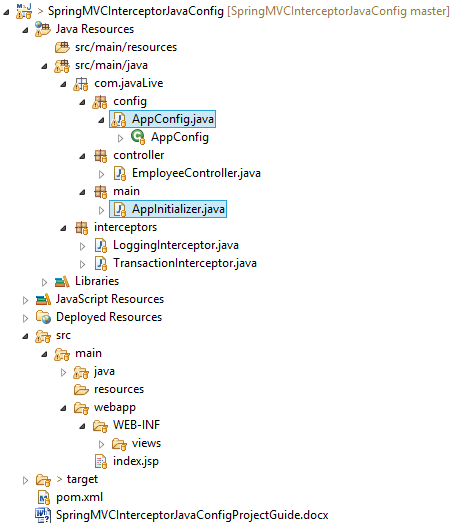 > SpringMVCInterceptorJavaConfig [SpringMVCInterceptorJavaConfig master]
Java Resources
src/main/resources
src/main/java
com.javaLive
config
AppConfig.java
AppConfig
controller
EmployeeController.java
main
AppInitializer.java
interceptors
LoggingInterceptor.java
TransactionInterceptor.java
Libraries
JavaScript Resources
Deployed Resources
src
main
java
resources
webapp
WEB-INF
views
index.jsp
> target
pom.xml
SpringMVCInterceptorJavaConfigProjectGuide.docx